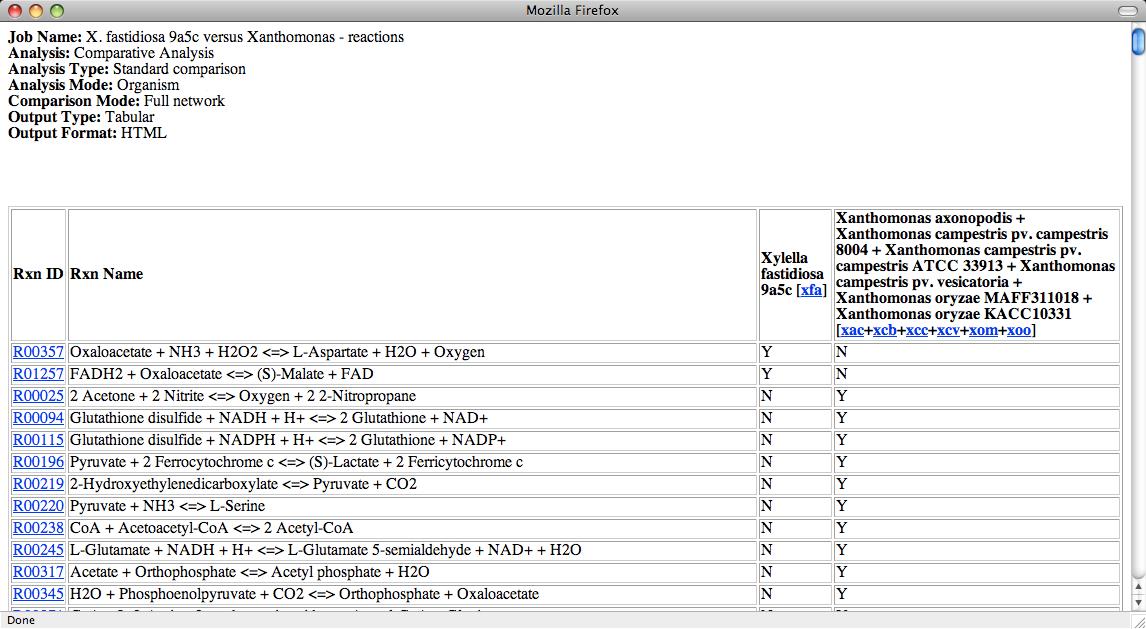 Mozilla Firefox
Job Name: X. fastidiosa 9a5c versus Xanthomonas - reactions
Analysis: Comparative Analysis
Analysis Type: Standard comparison
Analysis Mode: Organism
Comparison Mode: Full network
Output Type: Tabular
Output Format: HTML
Rxn ID Rxn Name
Xylella
fastidiosa
9a5c [xfa]
Xanthomonas axonopodis +
Xanthomonas campestris pv. campestris
8004 + Xanthomonas campestris pv.
campestris ATCC 33913 + Xanthomonas
campestris pv. vesicatoria +
Xanthomonas oryzae MAFF311018 +
Xanthomonas oryzae KACC10331
[xac+xcb+xcc+xcv+xom+xoo]
R00357 Oxaloacetate + NH3 + H2O2 <=> L-Aspartate + H2O + Oxygen Y N
R01257 FADH2 + Oxaloacetate <=> (S)-Malate + FAD Y N
R00025 2 Acetone + 2 Nitrite <=> Oxygen + 2 2-Nitropropane N Y
R00094 Glutathione disulfide + NADH + H+ <=> 2 Glutathione + NAD+ N Y
R00115 Glutathione disulfide + NADPH + H+ <=> 2 Glutathione + NADP+ N Y
R00196 Pyruvate + 2 Ferrocytochrome c <=> (S)-Lactate + 2 Ferricytochrome c N Y
R00219 2-Hydroxyethylenedicarboxylate <=> Pyruvate + CO2 N Y
R00220 Pyruvate + NH3 <=> L-Serine N Y
R00238 CoA + Acetoacetyl-CoA <=> 2 Acetyl-CoA N Y
R00245 L-Glutamate + NADH + H+ <=> L-Glutamate 5-semialdehyde + NAD+ + H2O N Y
R00317 Acetate + Orthophosphate <=> Acetyl phosphate + H2O N Y
R00345 H2O + Phosphoenolpyruvate + CO2 <=> Orthophosphate + Oxaloacetate N Y
Done